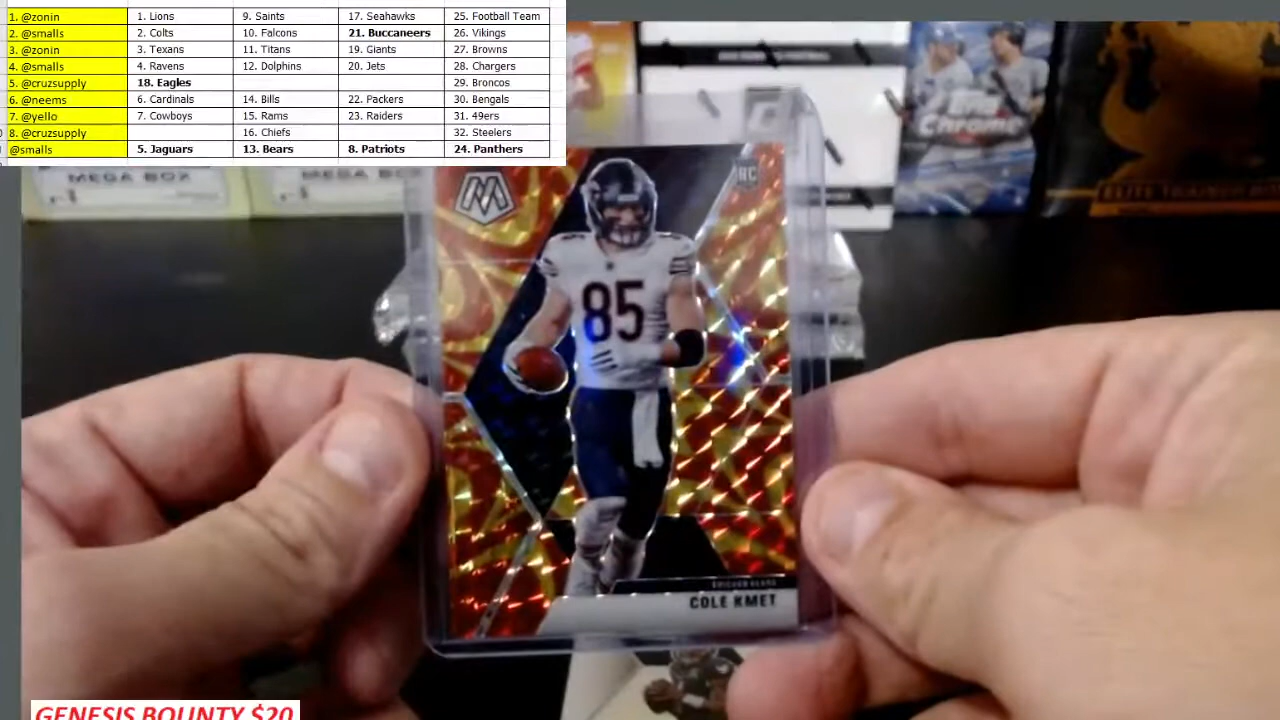 1. @zonin 1. Lions 9. Saints 17. Seahawks 25. Football Team
2. @smalls 2. Colts 10. Falcons 21. Buccaneers 26. Vikings
3. @zonin 3. Texans 11. Titans 19. Giants 27. Browns
4. @smalls 4. Ravens 12. Dolphins 20. Jets 28. Chargers
5. @cruzsupply 18. Eagles 29. Broncos
6. @neems 6. Cardinals 14. Bills 22. Packers 30. Bengals
7. @yello 7. Cowboys 15. Rams 23. Raiders 31. 49ers
8. @cruzsupply 16. Chiefs 32. Steelers
@smalls 5. Jaguars 13. Bears 8. Patriots 24. Panthers
Topps
Chrome
MEGA BOX
MEGA BOX
RC
M
85
CHICAGO BEARS
COLE KMET
GENESIS BOUNTY $20